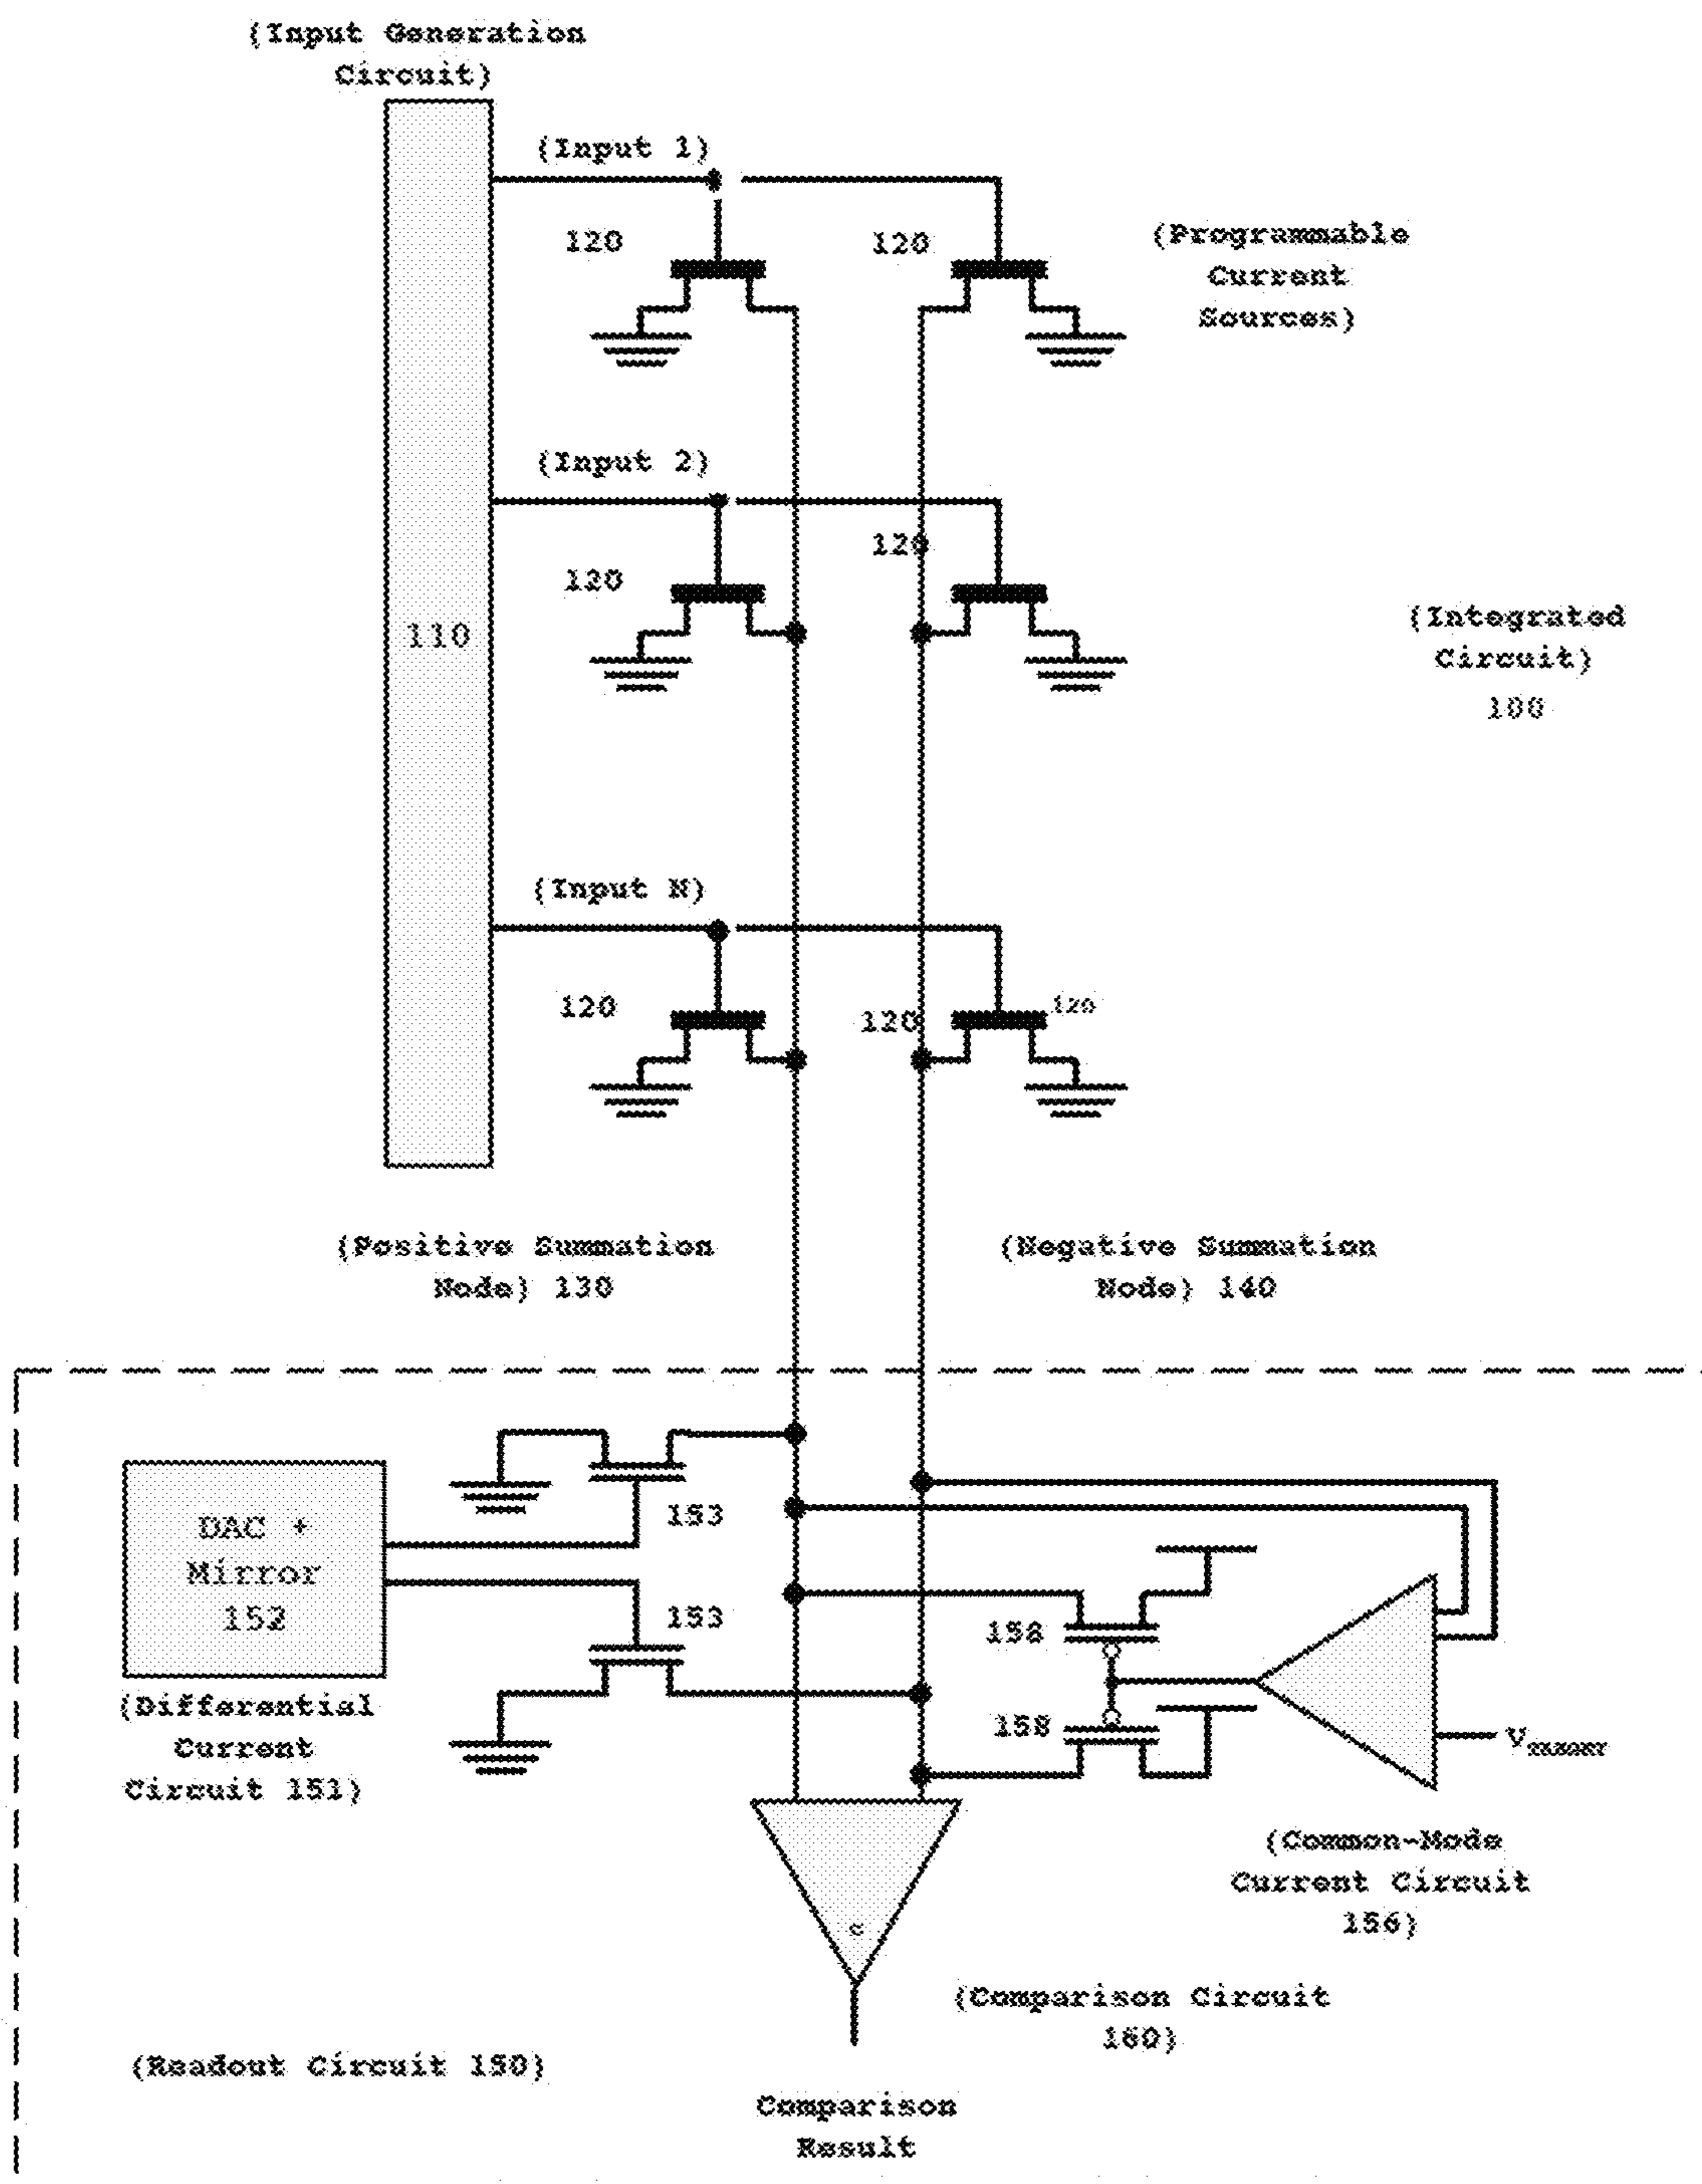 (Input Generation
Circuit)
(Input 1)
120
120
(Programmable
Current
Sources)
(Input 2)
120
120
110
(Integrated
Circuit)
100
(Input N)
120
120
120
(Positive Summation
Node) 130
(Negative Summation
Node) 140
DAC +
Mirror
152
153
153
158
158
(Differential
Current
Circuit 151)
(Common-Mode
Current Circuit
156)
c
(Comparison Circuit
160)
(Readout Circuit 150)
Comparison
Result